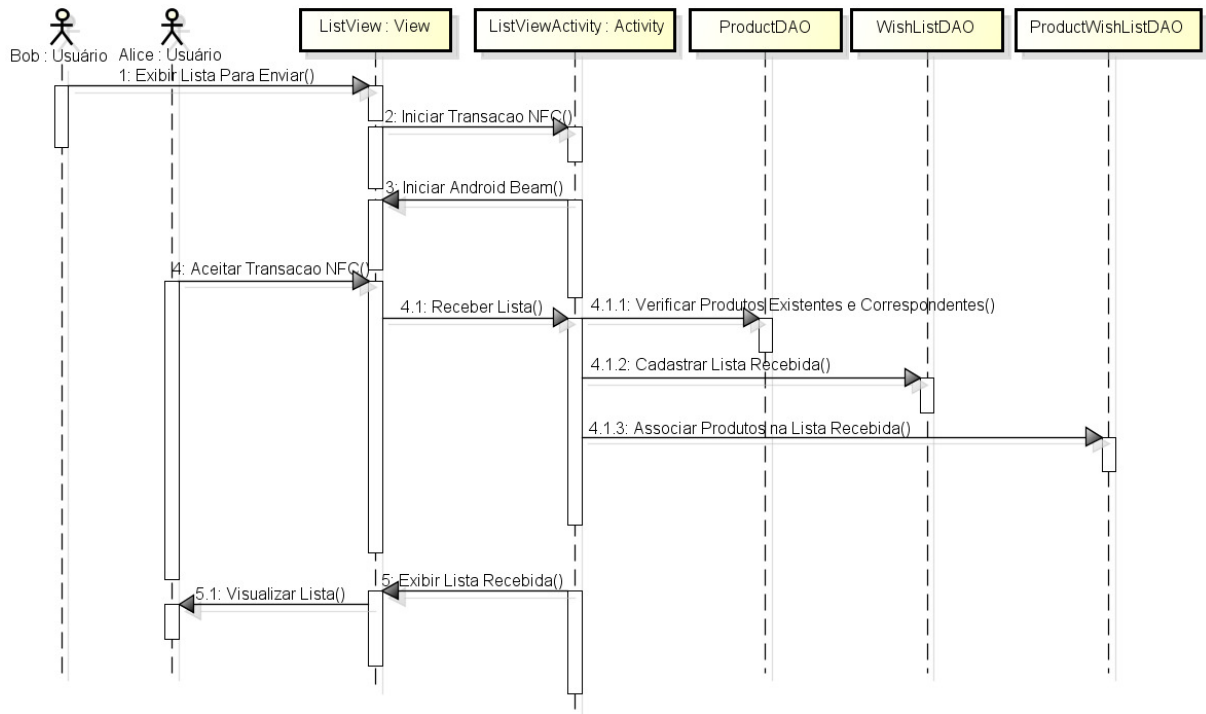 ListView : View
ListViewActivity : Activity
ProductDAO
WishListDAO
ProductWishListDAO
Bob : Usuário
Alice : Usuário
1: Exibir Lista Para Enviar()
2: Iniciar Transacao NFC()
3: Iniciar Android Beam()
4: Aceitar Transacao NFC()
4.1: Receber Lista()
4.1.1: Verificar Produtos Existentes e Correspondentes()
4.1.2: Cadastrar Lista Recebida()
4.1.3: Associar Produtos na Lista Recebida()
5: Exibir Lista Recebida()
5.1: Visualizar Lista()